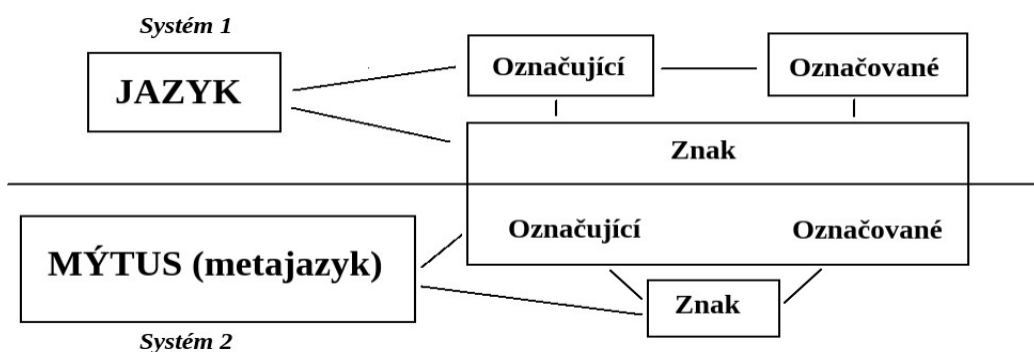 Systém 1
JAZYK
Označující
Označované
Znak
MÝTUS (metajazyk)
Označující
Označované
Znak
Systém 2